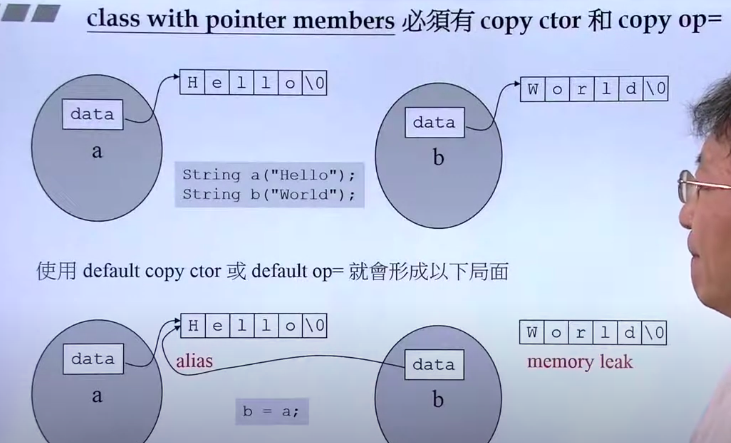 class with pointer members 必須有 copy ctor 和 copy op=
H e l l o \0
W o r l d \0
data
data
a
b
String a("Hello");
String b("World");
使用 default copy ctor 或 default op= 就會形成以下局面
H e l l o \0
W o r l d \0
data
alias
data
memory leak
a
b
b = a;